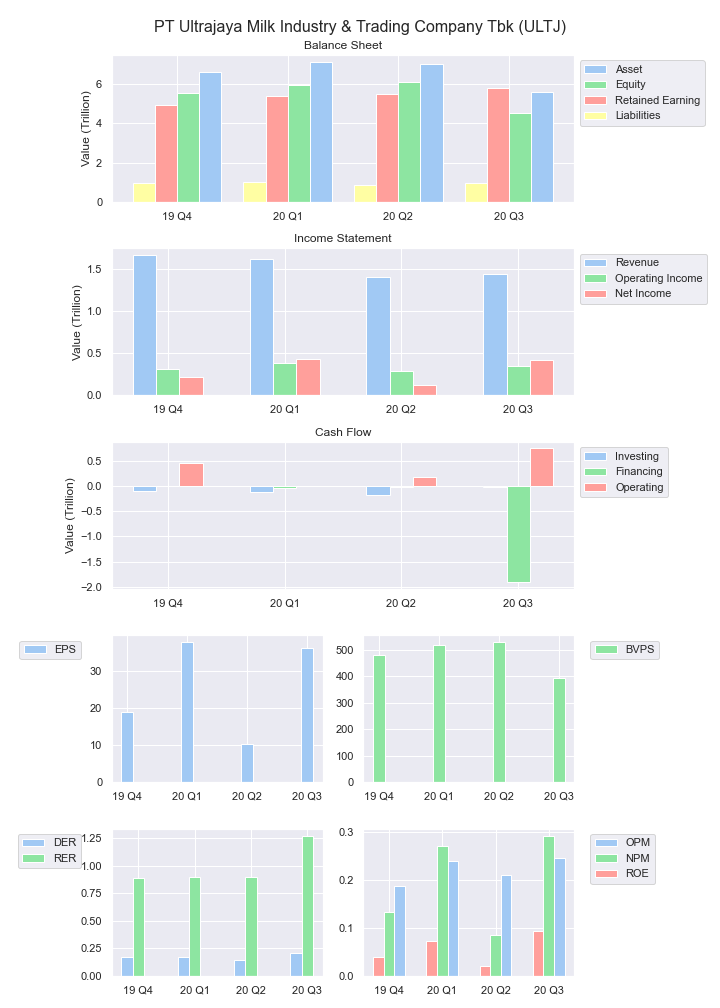 PT Ultrajaya Milk Industry & Trading Company Tbk (ULTJ)
Balance Sheet
Value (Trillion)
6
4
2
0
19 Q4 20 Q1 20 Q2 20 Q3
Asset
Equity
Retained Earning
Liabilities
Income Statement
Value (Trillion)
1.5
1.0
0.5
0.0
19 Q4 20 Q1 20 Q2 20 Q3
Revenue
Operating Income
Net Income
Cash Flow
Value (Trillion)
0.5
0.0
−0.5
−1.0
−1.5
−2.0
19 Q4 20 Q1 20 Q2 20 Q3
Investing
Financing
Operating
EPS
30
20
10
0
19 Q4 20 Q1 20 Q2 20 Q3
500
400
300
200
100
0
19 Q4 20 Q1 20 Q2 20 Q3
BVPS
DER
RER
1.25
1.00
0.75
0.50
0.25
0.00
19 Q4 20 Q1 20 Q2 20 Q3
0.3
0.2
0.1
0.0
19 Q4 20 Q1 20 Q2 20 Q3
OPM
NPM
ROE